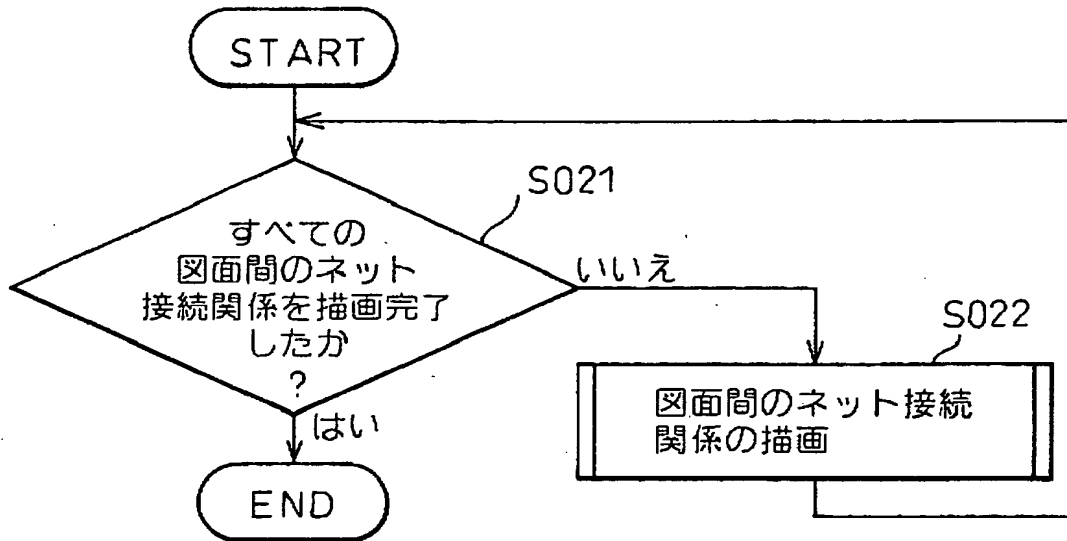 START
S021
すべての
図面間のネット
接続関係を描画完了
したか
?
いいえ
S022
図面間のネット接続
関係の描画
はい
END